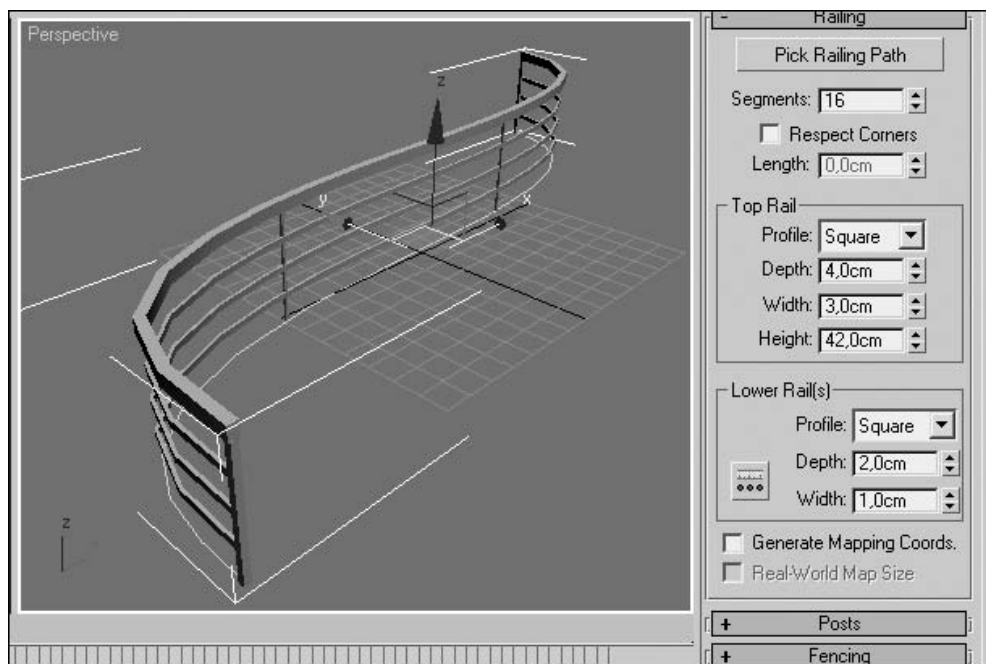 Perspective
z
y
x
z
- Railing
Pick Railing Path
Segments: 16
Respect Corners
Length: 0,0cm
Top Rail
Profile: Square
Depth: 4,0cm
Width: 3,0cm
Height: 42,0cm
Lower Rail(s)
Profile: Square
Depth: 2,0cm
Width: 1,0cm
Generate Mapping Coords.
Real-World Map Size
+ Posts
+ Fencing